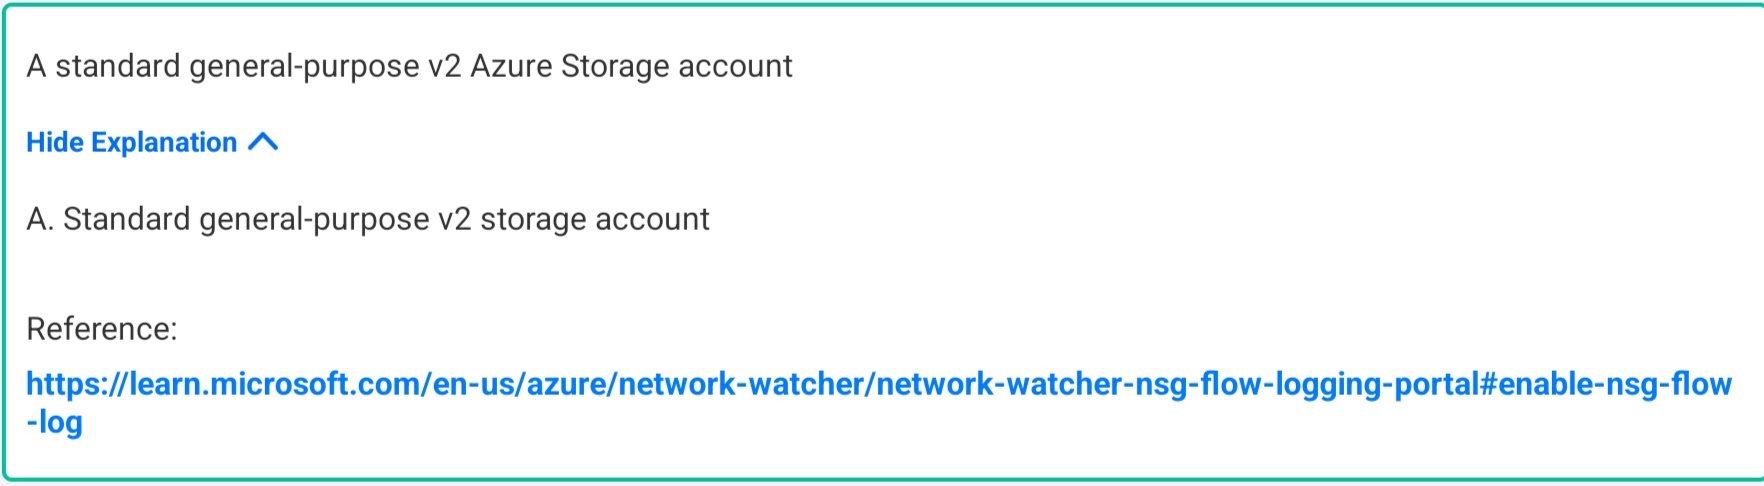 A standard general-purpose v2 Azure Storage account
Hide Explanation
A. Standard general-purpose v2 storage account
Reference:
https://learn.microsoft.com/en-us/azure/network-watcher/network-watcher-nsg-flow-logging-portal#enable-nsg-flow
-log